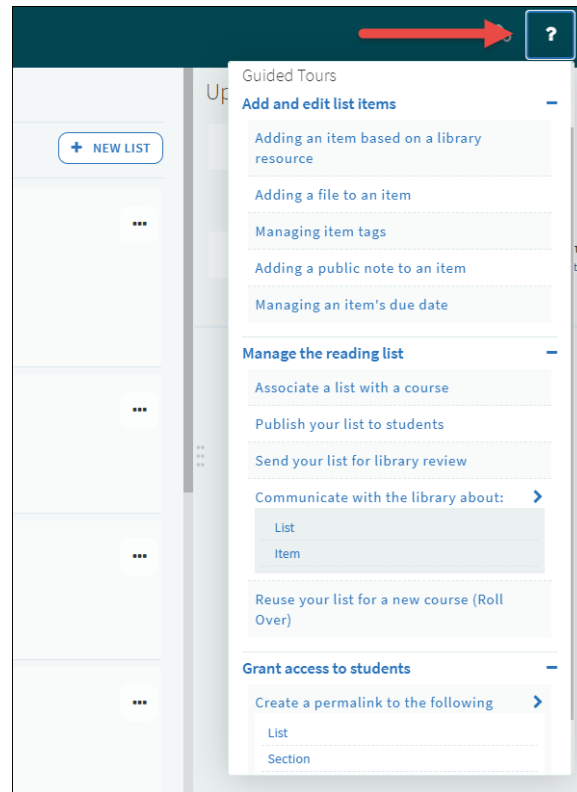 ?
Guided Tours
Up
Add and edit list items
+ NEW LIST
Adding an item based on a library
resource
Adding a file to an item
Managing item tags
Adding a public note to an item
Managing an item's due date
Manage the reading list
Associate a list with a course
Publish your list to students
Send your list for library review
Communicate with the library about:
List
Item
Reuse your list for a new course (Roll
Over)
Grant access to students
Create a permalink to the following
List
Section